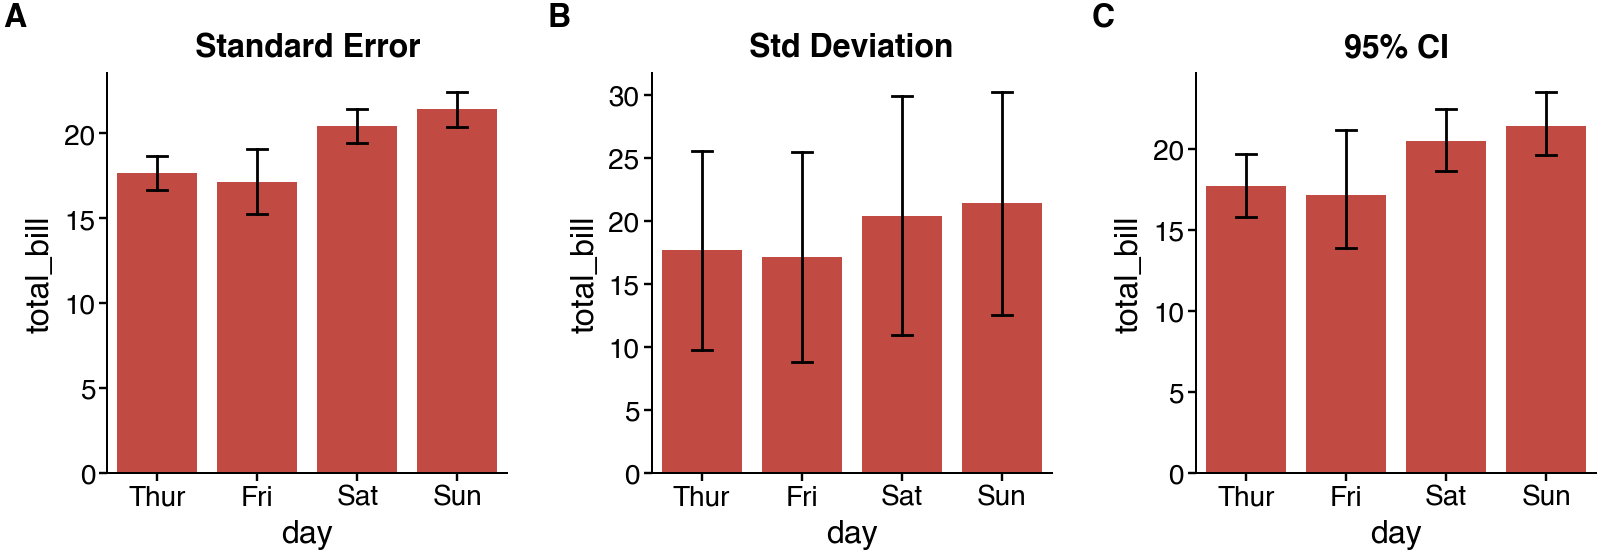 A
Standard Error
total_bill
20
15
10
5
0
Thur Fri Sat Sun
day
B
Std Deviation
total_bill
30
25
20
15
10
5
0
Thur Fri Sat Sun
day
C
95% CI
total_bill
20
15
10
5
0
Thur Fri Sat Sun
day